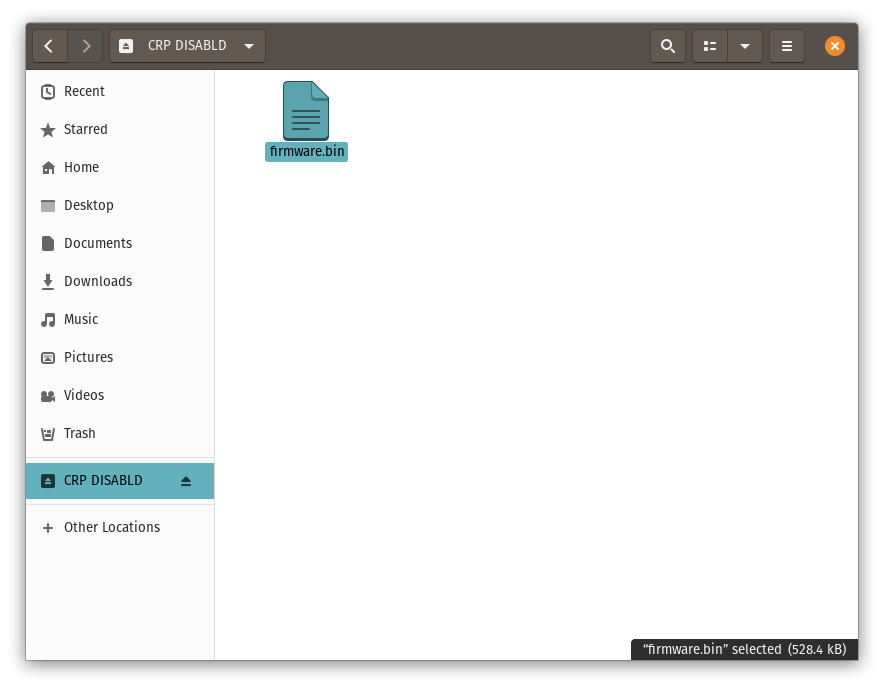 CRP DISABLD
Recent
Starred
Home
Desktop
Documents
Downloads
Music
Pictures
Videos
Trash
CRP DISABLD
Other Locations
firmware.bin
“firmware.bin” selected (528.4 kB)